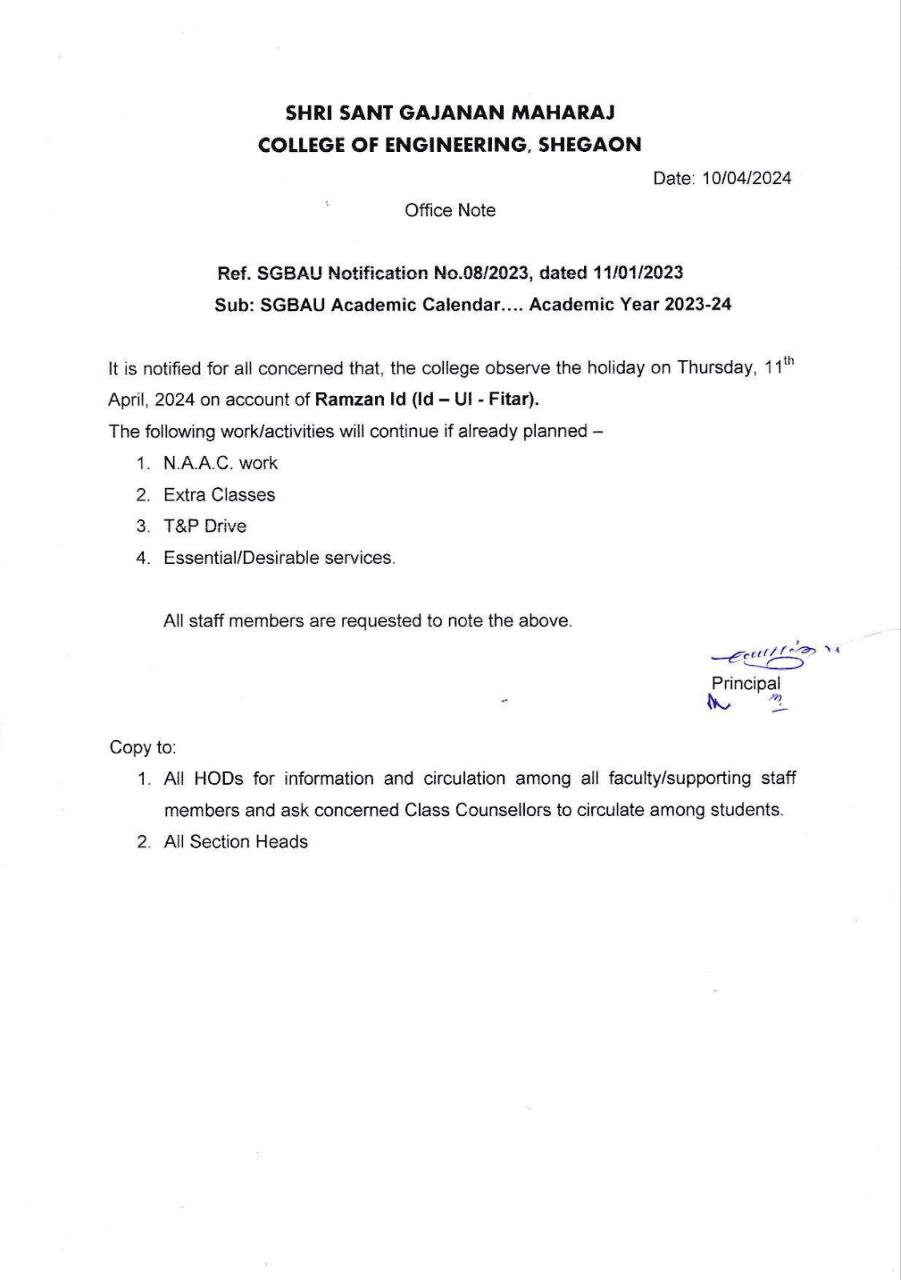 SHRI SANT GAJANAN MAHARAJ
COLLEGE OF ENGINEERING, SHEGAON
Date: 10/04/2024
Office Note
Ref. SGBAU Notification No.08/2023, dated 11/01/2023
Sub: SGBAU Academic Calendar.... Academic Year 2023-24
It is notified for all concerned that, the college observe the holiday on Thursday, 11th
April, 2024 on account of Ramzan Id (Id – Ul - Fitar).
The following work/activities will continue if already planned –
1. N.A.A.C. work
2. Extra Classes
3. T&P Drive
4. Essential/Desirable services.
All staff members are requested to note the above.
Principal
Copy to:
1. All HODs for information and circulation among all faculty/supporting staff
members and ask concerned Class Counsellors to circulate among students.
2. All Section Heads